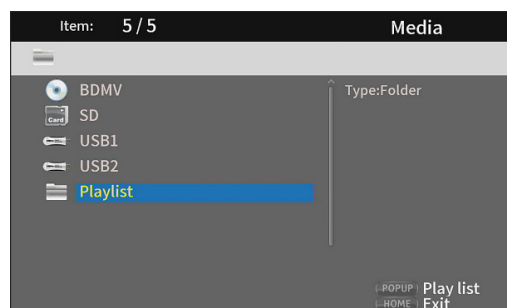 Item: 5/5 Media
BDMV
Type:Folder
Card SD
USB1
USB2
Playlist
POPUP Play list
HOME Exit